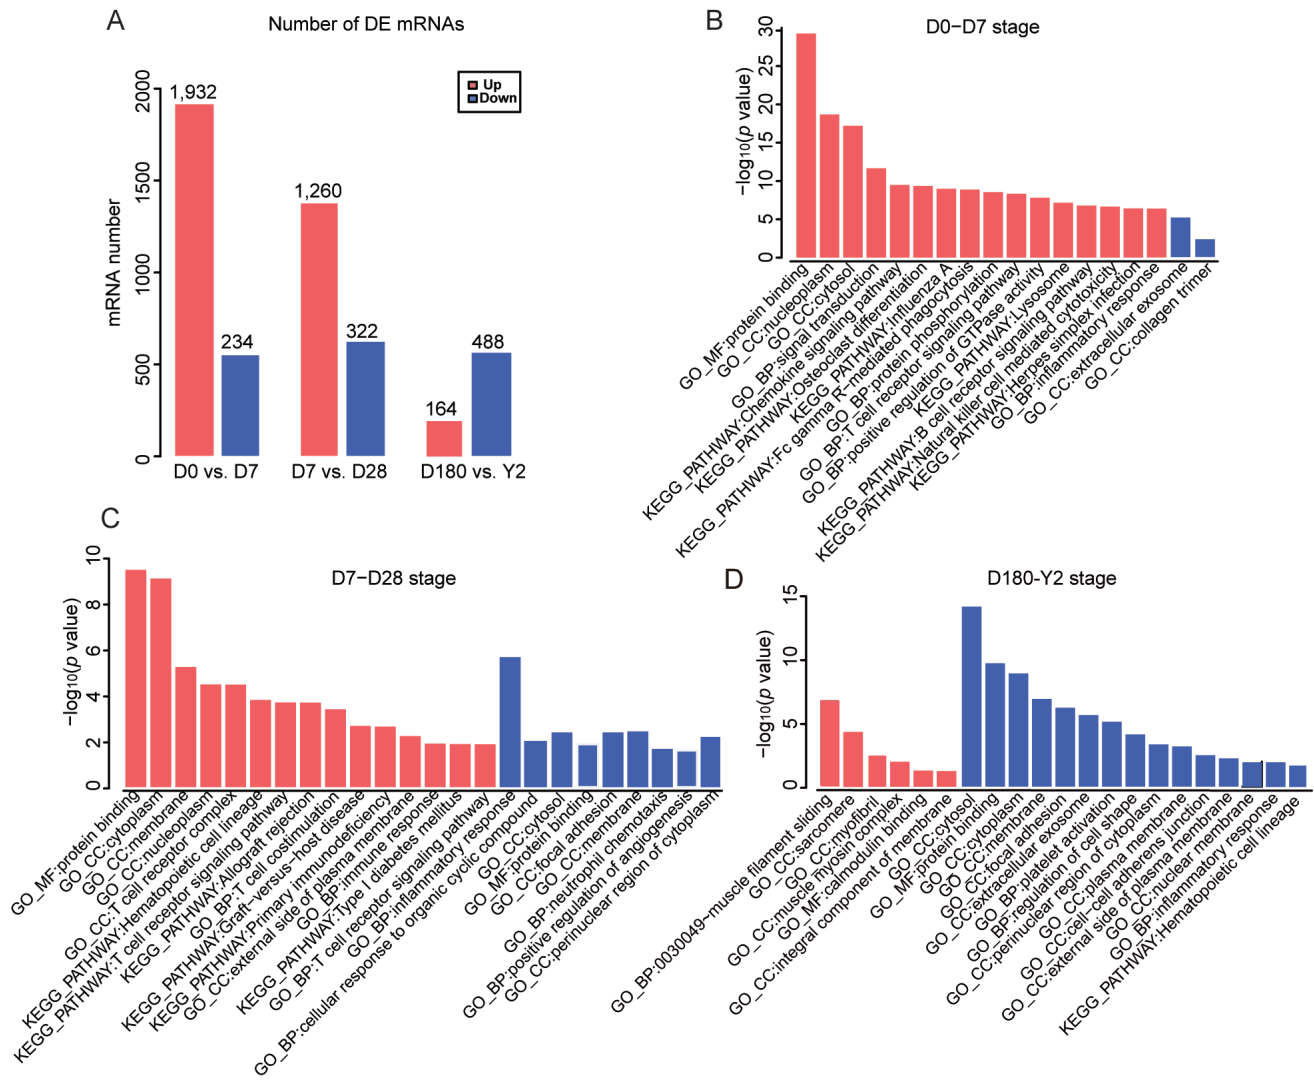 A
Number of DE mRNAs
Up
Down
mRNA number
2000
1500
1000
500
0
1,932
234
1,260
322
164
488
D0 vs. D7
D7 vs. D28
D180 vs. Y2
B
D0−D7 stage
−log10(p value)
30
25
20
15
10
5
0
GO_MF:protein binding
GO_CC:nucleoplasm
GO_CC:cytosol
GO_BP:signal transduction
KEGG_PATHWAY:Chemokine signaling pathway
KEGG_PATHWAY:Osteoclast differentiation
KEGG_PATHWAY:Influenza A
KEGG_PATHWAY:Fc gamma R−mediated phagocytosis
GO_BP:protein phosphorylation
GO_BP:T cell receptor signaling pathway
GO_BP:positive regulation of GTPase activity
KEGG_PATHWAY:Lysosome
KEGG_PATHWAY:B cell receptor signaling pathway
KEGG_PATHWAY:Natural killer cell mediated cytotoxicity
KEGG_PATHWAY:Herpes simplex infection
GO_BP:inflammatory response
GO_CC:extracellular exosome
GO_CC:collagen trimer
C
D7−D28 stage
−log10(p value)
10
8
6
4
2
0
GO_MF:protein binding
GO_CC:cytoplasm
GO_CC:membrane
GO_CC:nucleoplasm
GO_CC:T cell receptor complex
KEGG_PATHWAY:Hematopoietic cell lineage
KEGG_PATHWAY:T cell receptor signaling pathway
KEGG_PATHWAY:Allograft rejection
GO_BP:T cell costimulation
KEGG_PATHWAY:Graft−versus−host disease
KEGG_PATHWAY:Primary immunodeficiency
GO_CC:external side of plasma membrane
GO_BP:immune response
KEGG_PATHWAY:Type I diabetes mellitus
GO_BP:T cell receptor signaling pathway
GO_BP:inflammatory response
GO_BP:cellular response to organic cyclic compound
GO_CC:cytosol
GO_MF:protein binding
GO_CC:focal adhesion
GO_CC:membrane
GO_BP:neutrophil chemotaxis
GO_BP:positive regulation of angiogenesis
GO_CC:perinuclear region of cytoplasm
D
D180-Y2 stage
−log10(p value)
15
10
5
0
GO_BP:0030049~muscle filament sliding
GO_CC:sarcomere
GO_CC:myofibril
GO_CC:muscle myosin complex
GO_MF:calmodulin binding
GO_CC:integral component of membrane
GO_CC:cytosol
GO_MF:protein binding
GO_CC:cytoplasm
GO_CC:membrane
GO_CC:focal adhesion
GO_CC:extracellular exosome
GO_BP:platelet activation
GO_BP:regulation of cell shape
GO_CC:perinuclear region of cytoplasm
GO_CC:plasma membrane
GO_CC:cell−cell adherens junction
GO_CC:external side of plasma membrane
GO_CC:nuclear membrane
GO_BP:inflammatory response
KEGG_PATHWAY:Hematopoietic cell lineage